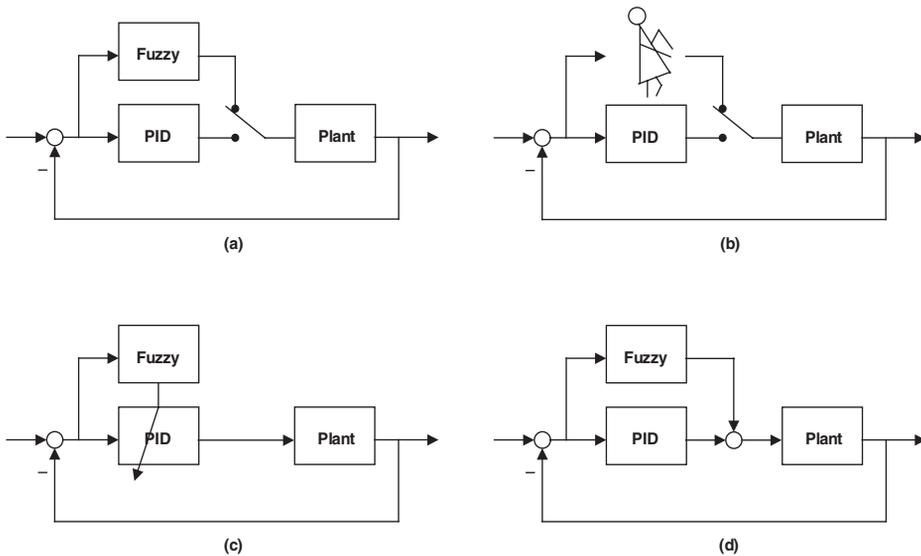 Fuzzy
PID
Plant
–
(a)
PID
Plant
–
(b)
Fuzzy
PID
Plant
–
(c)
Fuzzy
PID
Plant
–
(d)